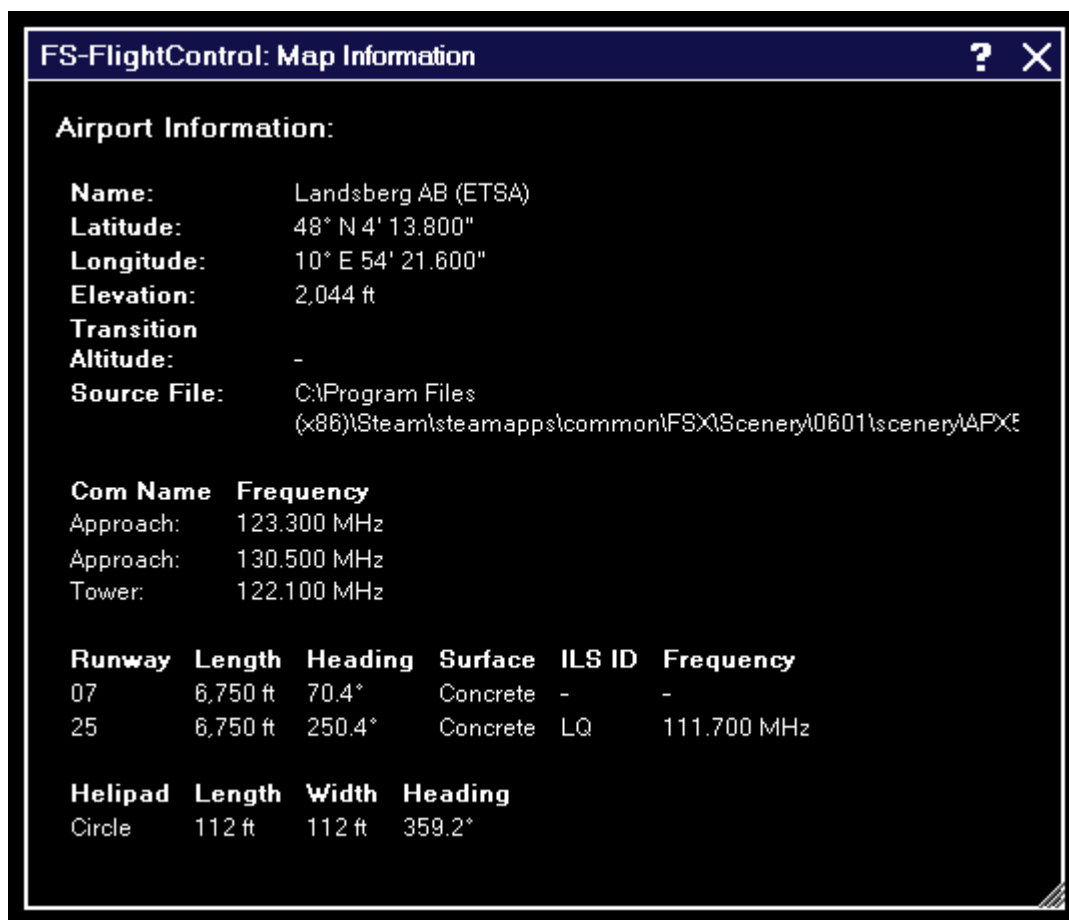 FS-FlightControl: Map Information ? X
Airport Information:
Name: Landsberg AB (ETSA)
Latitude: 48° N 4' 13.800"
Longitude: 10° E 54' 21.600"
Elevation: 2,044 ft
Transition
Altitude: -
Source File: C:\Program Files
(x86)\Steam\steamapps\common\FSX\Scenery\0601\scenery\APX5
Com Name Frequency
Approach: 123.300 MHz
Approach: 130.500 MHz
Tower: 122.100 MHz
Runway Length Heading Surface ILS ID Frequency
07 6,750 ft 70.4° Concrete - -
25 6,750 ft 250.4° Concrete LQ 111.700 MHz
Helipad Length Width Heading
Circle 112 ft 112 ft 359.2°